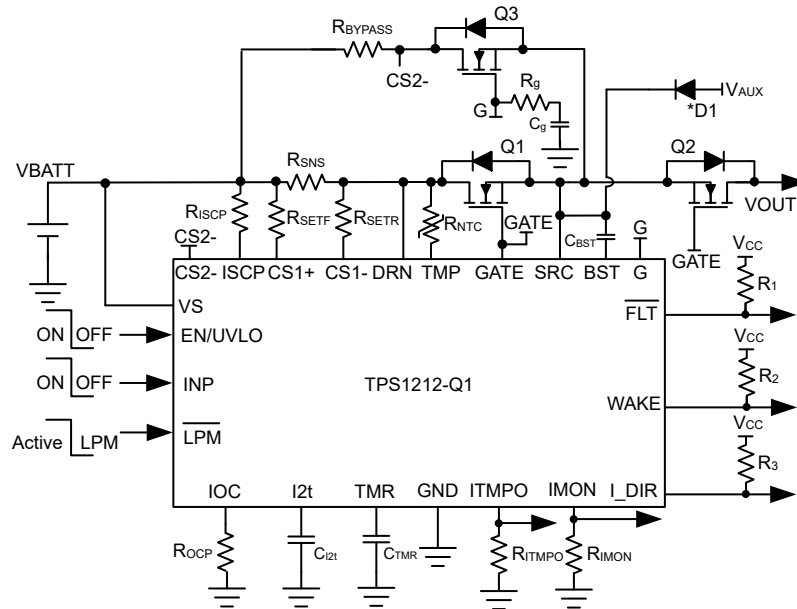 Q3
RBYPASS
CS2-
G
Rg
Cg
VAUX
*D1
VBATT
RSNS
Q1
Q2
VOUT
RISCP
RSETF
RSETR
RNTC
GATE
CBST
G
GATE
CS2-
CS2- ISCP CS1+ CS1- DRN TMP GATE SRC BST G
VS
VCC
R1
FLT
ON OFF
EN/UVLO
ON OFF
INP
TPS1212-Q1
VCC
R2
WAKE
Active LPM
LPM
VCC
R3
IOC I2t TMR GND ITMPO IMON I_DIR
ROCP
CI2t
CTMR
RITMPO
RIMON